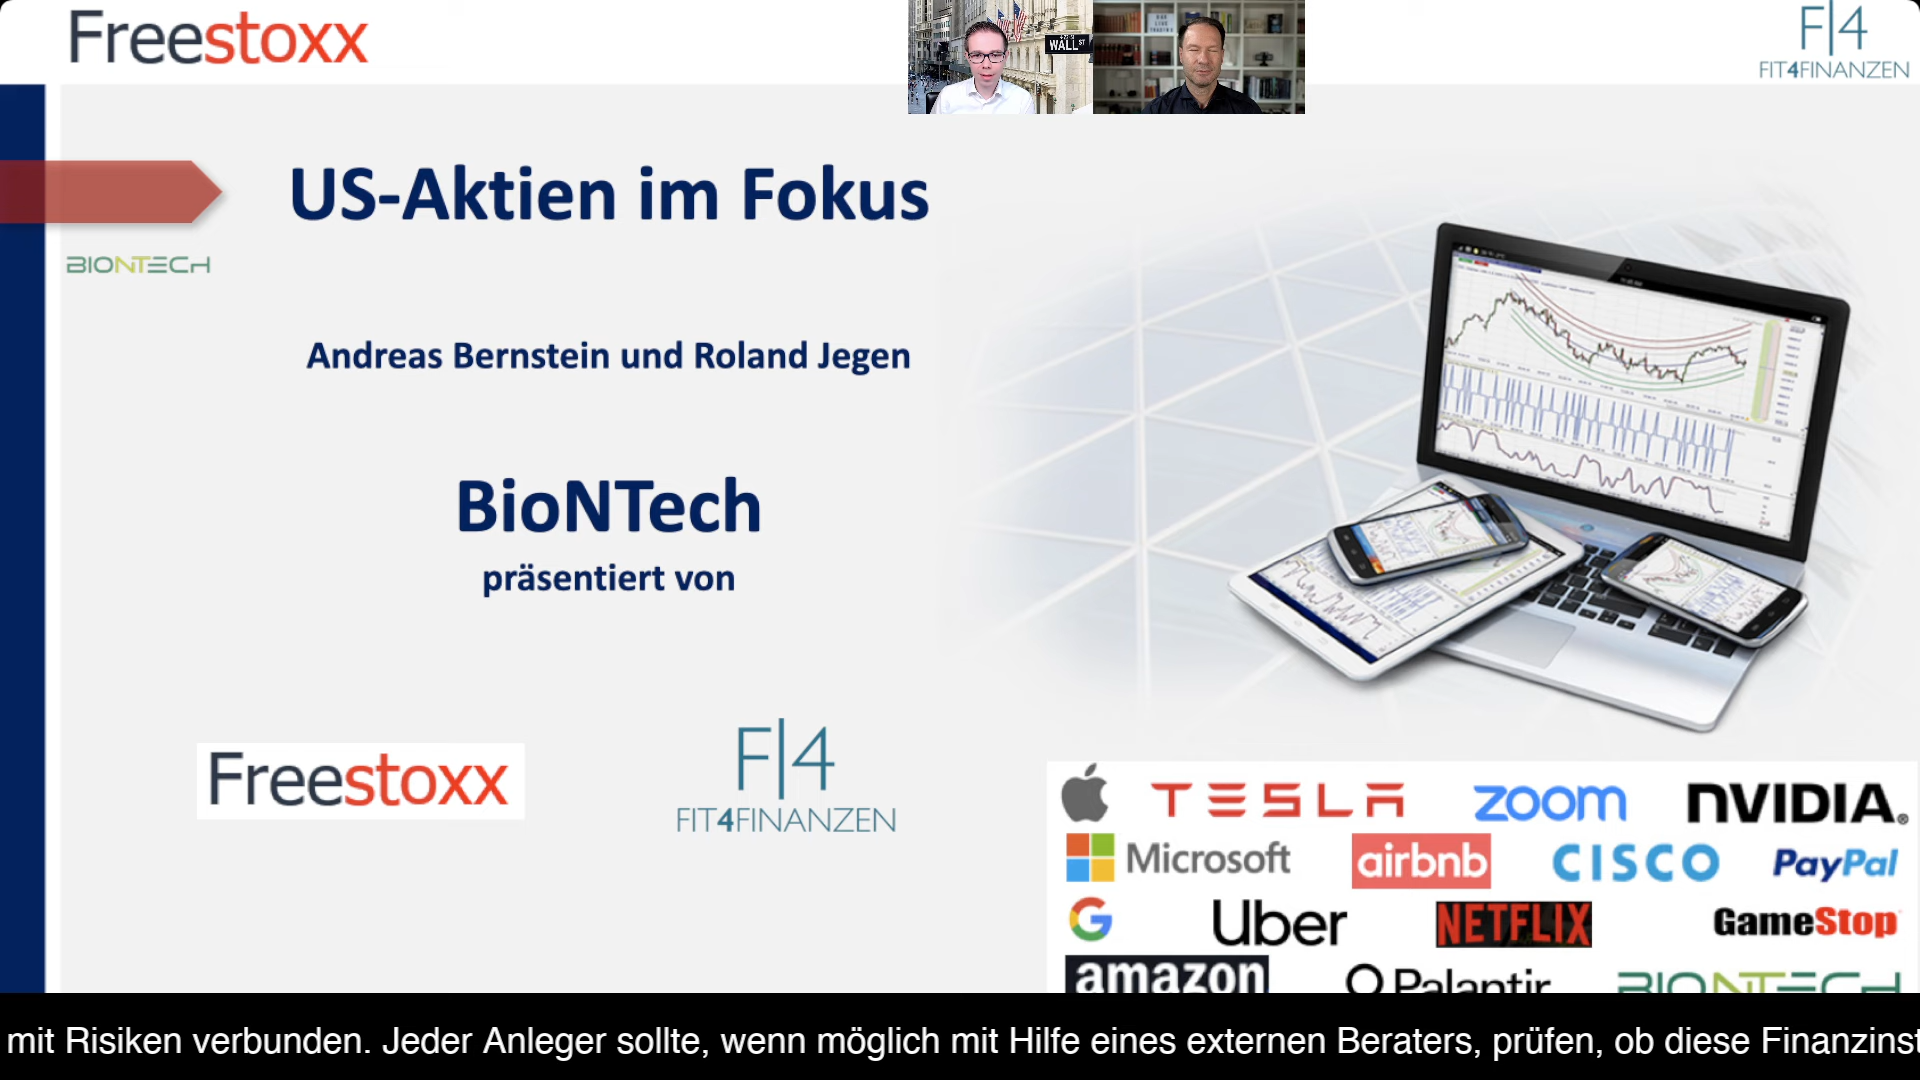 Freestoxx
WALL ST
F|4
FIT4FINANZEN
US-Aktien im Fokus
BIONTECH
Andreas Bernstein und Roland Jegen
BioNTech
präsentiert von
Freestoxx
F|4
FIT4FINANZEN
TESLA zoom NVIDIA.
Microsoft airbnb CISCO PayPal
G Uber NETFLIX GameStop
amazon Palantir BIONTECH
mit Risiken verbunden. Jeder Anleger sollte, wenn möglich mit Hilfe eines externen Beraters, prüfen, ob diese Finanzinst